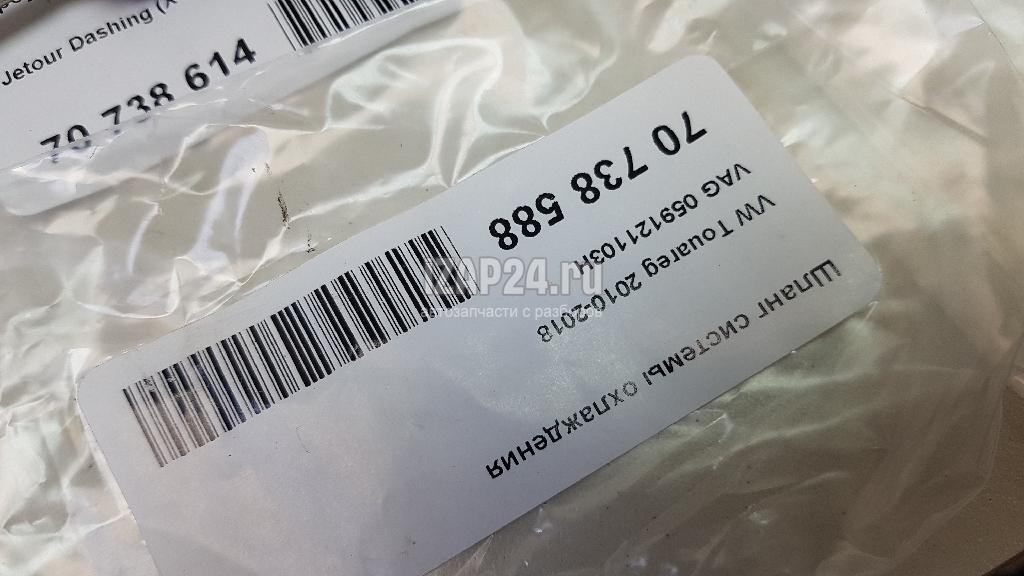 Jetour Dashing (X
70 738 614
Шланг системы охлаждения
VW Touareg 2010-2018
VAG 059121103H
70 738 588
IZAP24.ru
автозапчасти с разборов